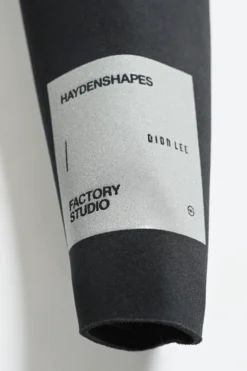 HAYDENSHAPES
DION LEE
FACTORY
STUDIO